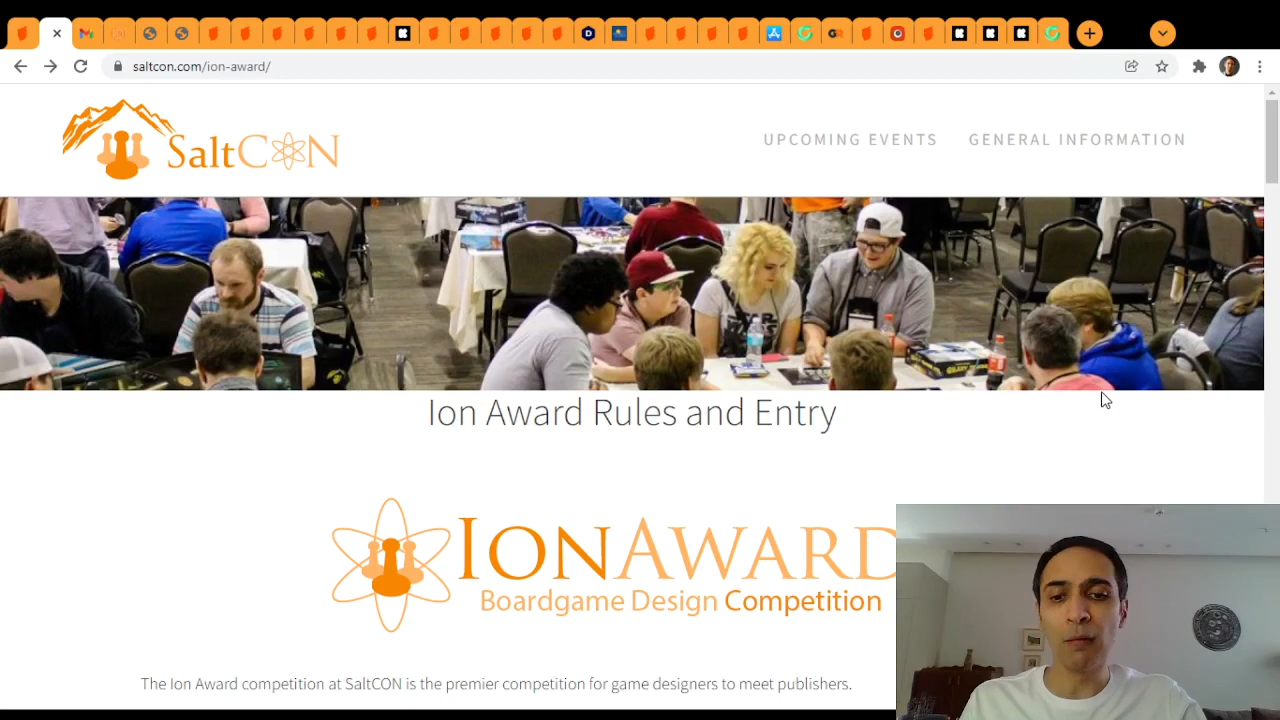 saltcon.com/ion-award/
SaltCON
UPCOMING EVENTS
GENERAL INFORMATION
Ion Award Rules and Entry
IONAWARD
Boardgame Design Competition
The Ion Award competition at SaltCON is the premier competition for game designers to meet publishers.